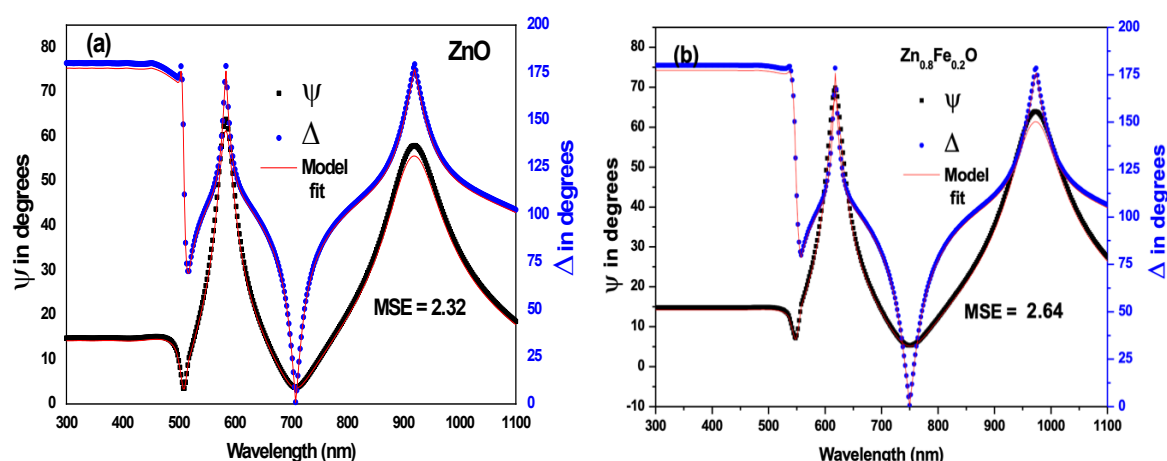 (a)
ZnO
ψ
Δ
Model
fit
MSE = 2.32
ψ in degrees
0
10
20
30
40
50
60
70
80
Δ in degrees
0
25
50
75
100
125
150
175
200
300 400 500 600 700 800 900 1000 1100
Wavelength (nm)
(b)
Zn0.8Fe0.2O
ψ
Δ
Model
fit
MSE = 2.64
ψ in degrees
-10
0
10
20
30
40
50
60
70
80
Δ in degrees
0
25
50
75
100
125
150
175
200
300 400 500 600 700 800 900 1000 1100
Wavelength (nm)